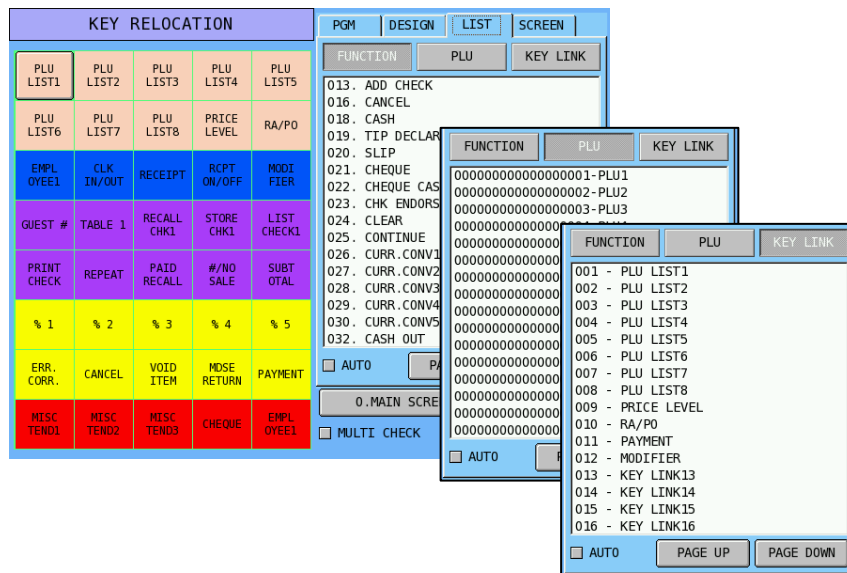 KEY RELOCATION
PLU LIST1
PLU LIST2
PLU LIST3
PLU LIST4
PLU LIST5
PLU LIST6
PLU LIST7
PLU LIST8
PRICE LEVEL
RA/PO
EMPL OYEE1
CLK IN/OUT
RECEIPT
RCPT ON/OFF
MODI FIER
GUEST #
TABLE 1
RECALL CHK1
STORE CHK1
LIST CHECK1
PRINT CHECK
REPEAT
PAID RECALL
#/NO SALE
SUBT OTAL
% 1
% 2
% 3
% 4
% 5
ERR. CORR.
CANCEL
VOID ITEM
MDSE RETURN
PAYMENT
MISC TEND1
MISC TEND2
MISC TEND3
CHEQUE
EMPL OYEE1
PGM DESIGN LIST SCREEN
FUNCTION PLU KEY LINK
013. ADD CHECK
016. CANCEL
018. CASH
019. TIP DECLAR
020. SLIP
021. CHEQUE
022. CHEQUE CAS
023. CHK ENDORS
024. CLEAR
025. CONTINUE
026. CURR.CONV1
027. CURR.CONV2
028. CURR.CONV3
029. CURR.CONV4
030. CURR.CONV5
032. CASH OUT
AUTO PA
0.MAIN SCRE
MULTI CHECK
FUNCTION PLU KEY LINK
000000000000000001-PLU1
000000000000000002-PLU2
000000000000000003-PLU3
AUTO
FUNCTION PLU KEY LINK
001 - PLU LIST1
002 - PLU LIST2
003 - PLU LIST3
004 - PLU LIST4
005 - PLU LIST5
006 - PLU LIST6
007 - PLU LIST7
008 - PLU LIST8
009 - PRICE LEVEL
010 - RA/PO
011 - PAYMENT
012 - MODIFIER
013 - KEY LINK13
014 - KEY LINK14
015 - KEY LINK15
016 - KEY LINK16
AUTO PAGE UP PAGE DOWN